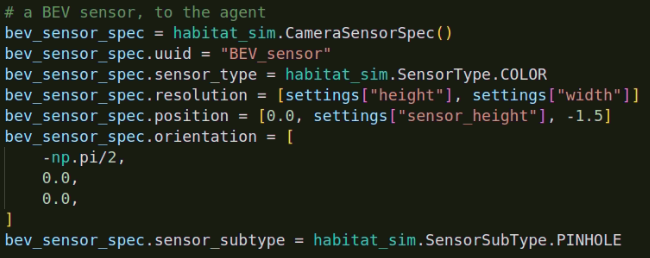 # a BEV sensor, to the agent
bev_sensor_spec = habitat_sim.CameraSensorSpec()
bev_sensor_spec.uuid = "BEV_sensor"
bev_sensor_spec.sensor_type = habitat_sim.SensorType.COLOR
bev_sensor_spec.resolution = [settings["height"], settings["width"]]
bev_sensor_spec.position = [0.0, settings["sensor_height"], -1.5]
bev_sensor_spec.orientation = [
    -np.pi/2,
    0.0,
    0.0,
]
bev_sensor_spec.sensor_subtype = habitat_sim.SensorSubType.PINHOLE